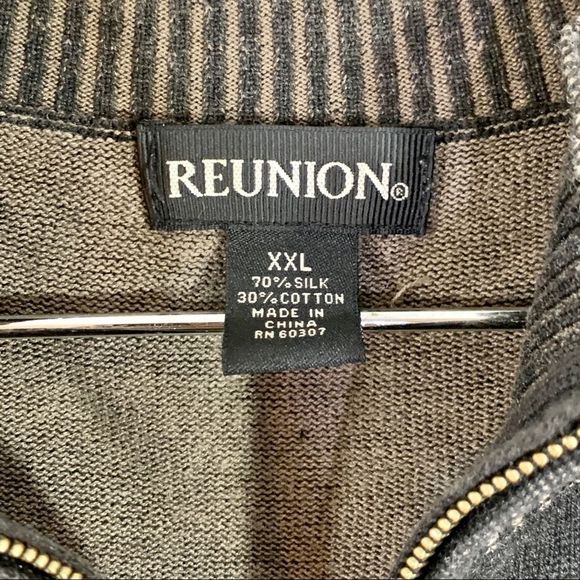 REUNION®
XXL
70% SILK
30% COTTON
MADE IN
CHINA
RN 60307